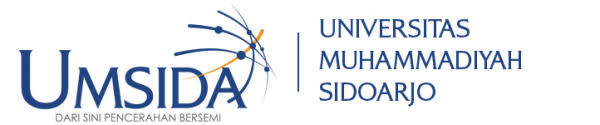 UMSIDA
DARI SINI PENCERAHAN BERSEMI
UNIVERSITAS
MUHAMMADIYAH
SIDOARJO